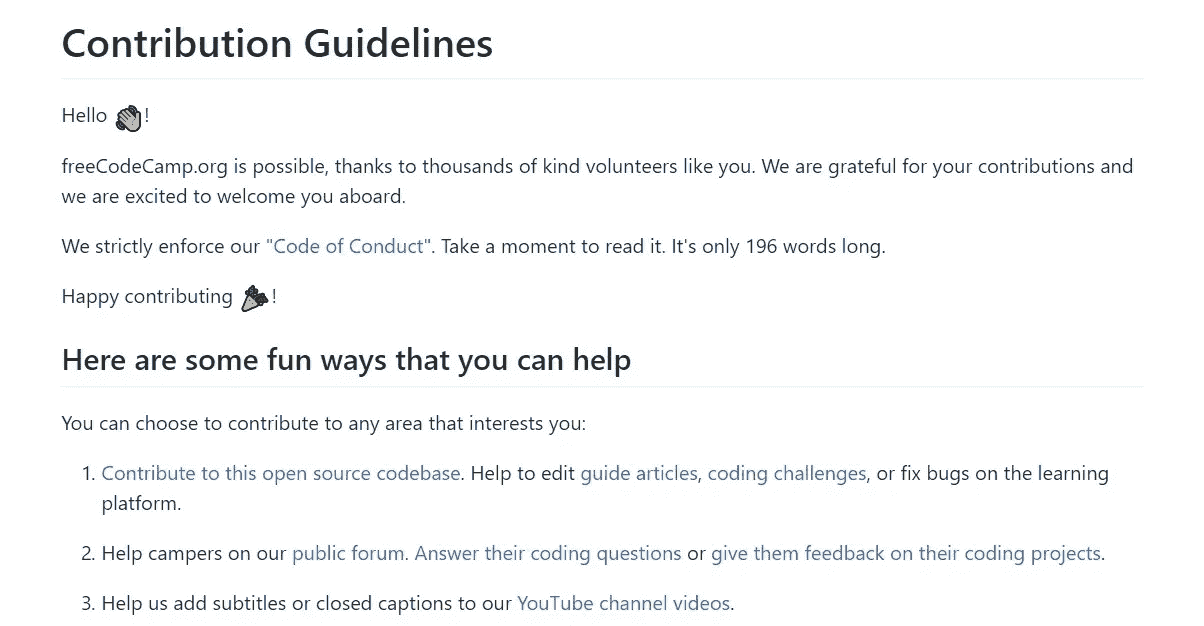 Contribution Guidelines
Hello 👋!
freeCodeCamp.org is possible, thanks to thousands of kind volunteers like you. We are grateful for your contributions and
we are excited to welcome you aboard.
We strictly enforce our "Code of Conduct". Take a moment to read it. It's only 196 words long.
Happy contributing 🎉!
Here are some fun ways that you can help
You can choose to contribute to any area that interests you:
1. Contribute to this open source codebase. Help to edit guide articles, coding challenges, or fix bugs on the learning
platform.
2. Help campers on our public forum. Answer their coding questions or give them feedback on their coding projects.
3. Help us add subtitles or closed captions to our YouTube channel videos.